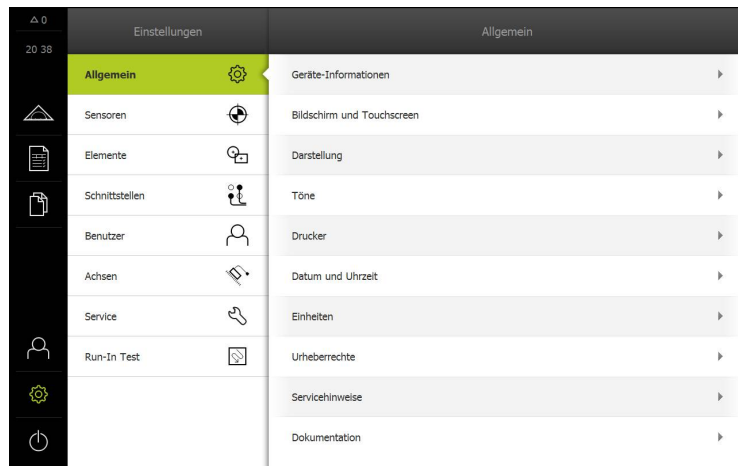 0
20 38
Einstellungen
Allgemein
Sensoren
Elemente
Schnittstellen
Benutzer
Achsen
Service
Run-In Test
Allgemein
Geräte-Informationen
Bildschirm und Touchscreen
Darstellung
Töne
Drucker
Datum und Uhrzeit
Einheiten
Urheberrechte
Servicehinweise
Dokumentation